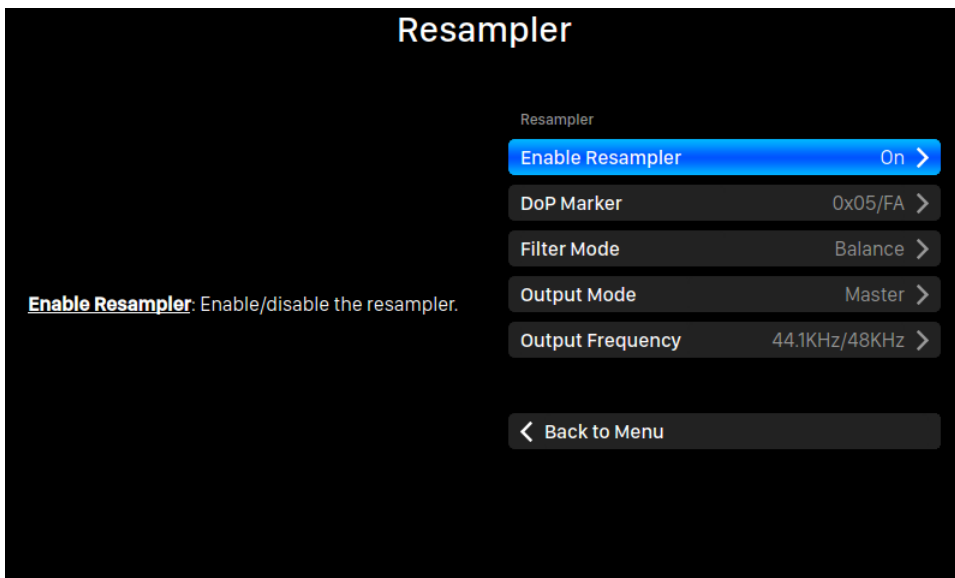 Resampler
Resampler
Enable Resampler On
DoP Marker 0x05/FA
Filter Mode Balance
Enable Resampler: Enable/disable the resampler.
Output Mode Master
Output Frequency 44.1KHz/48KHz
Back to Menu